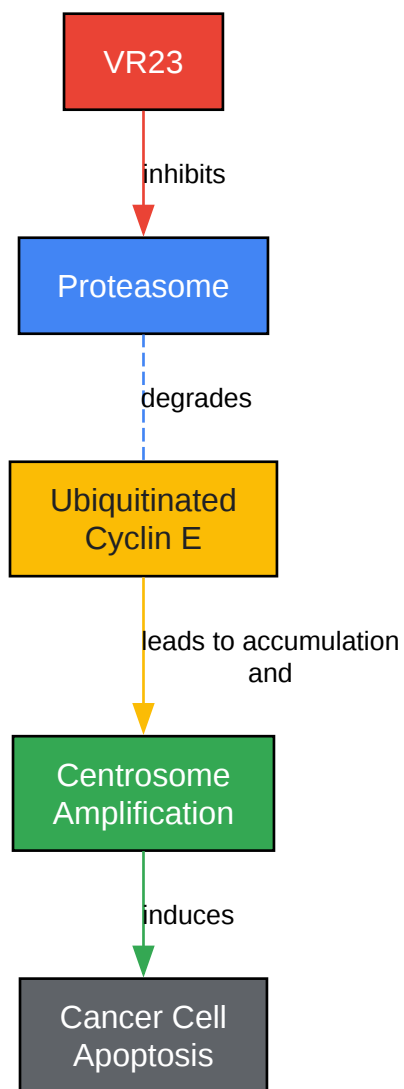 VR23
inhibits
Proteasome
degrades
Ubiquitinated
Cyclin E
leads to accumulation
and
Centrosome
Amplification
induces
Cancer Cell
Apoptosis